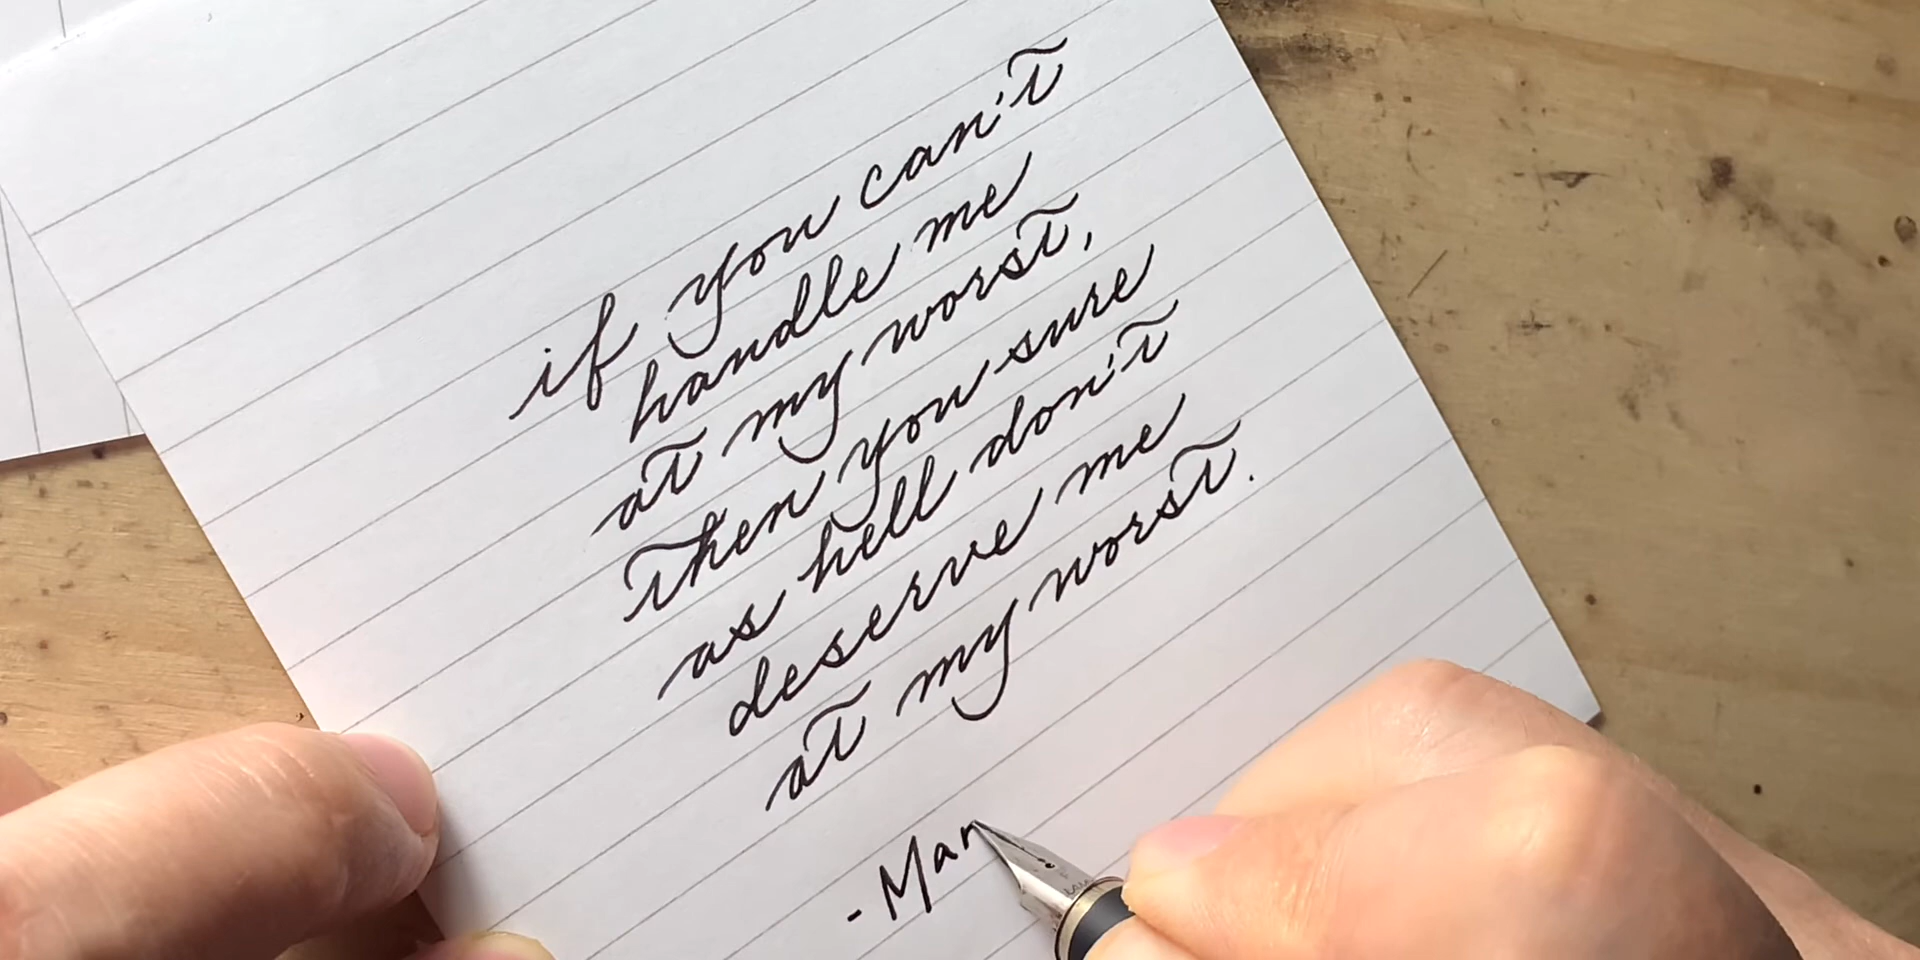 if you can't
handle me
at my worst,
then you sure
as hell don't
deserve me
at my worst.
- Mar